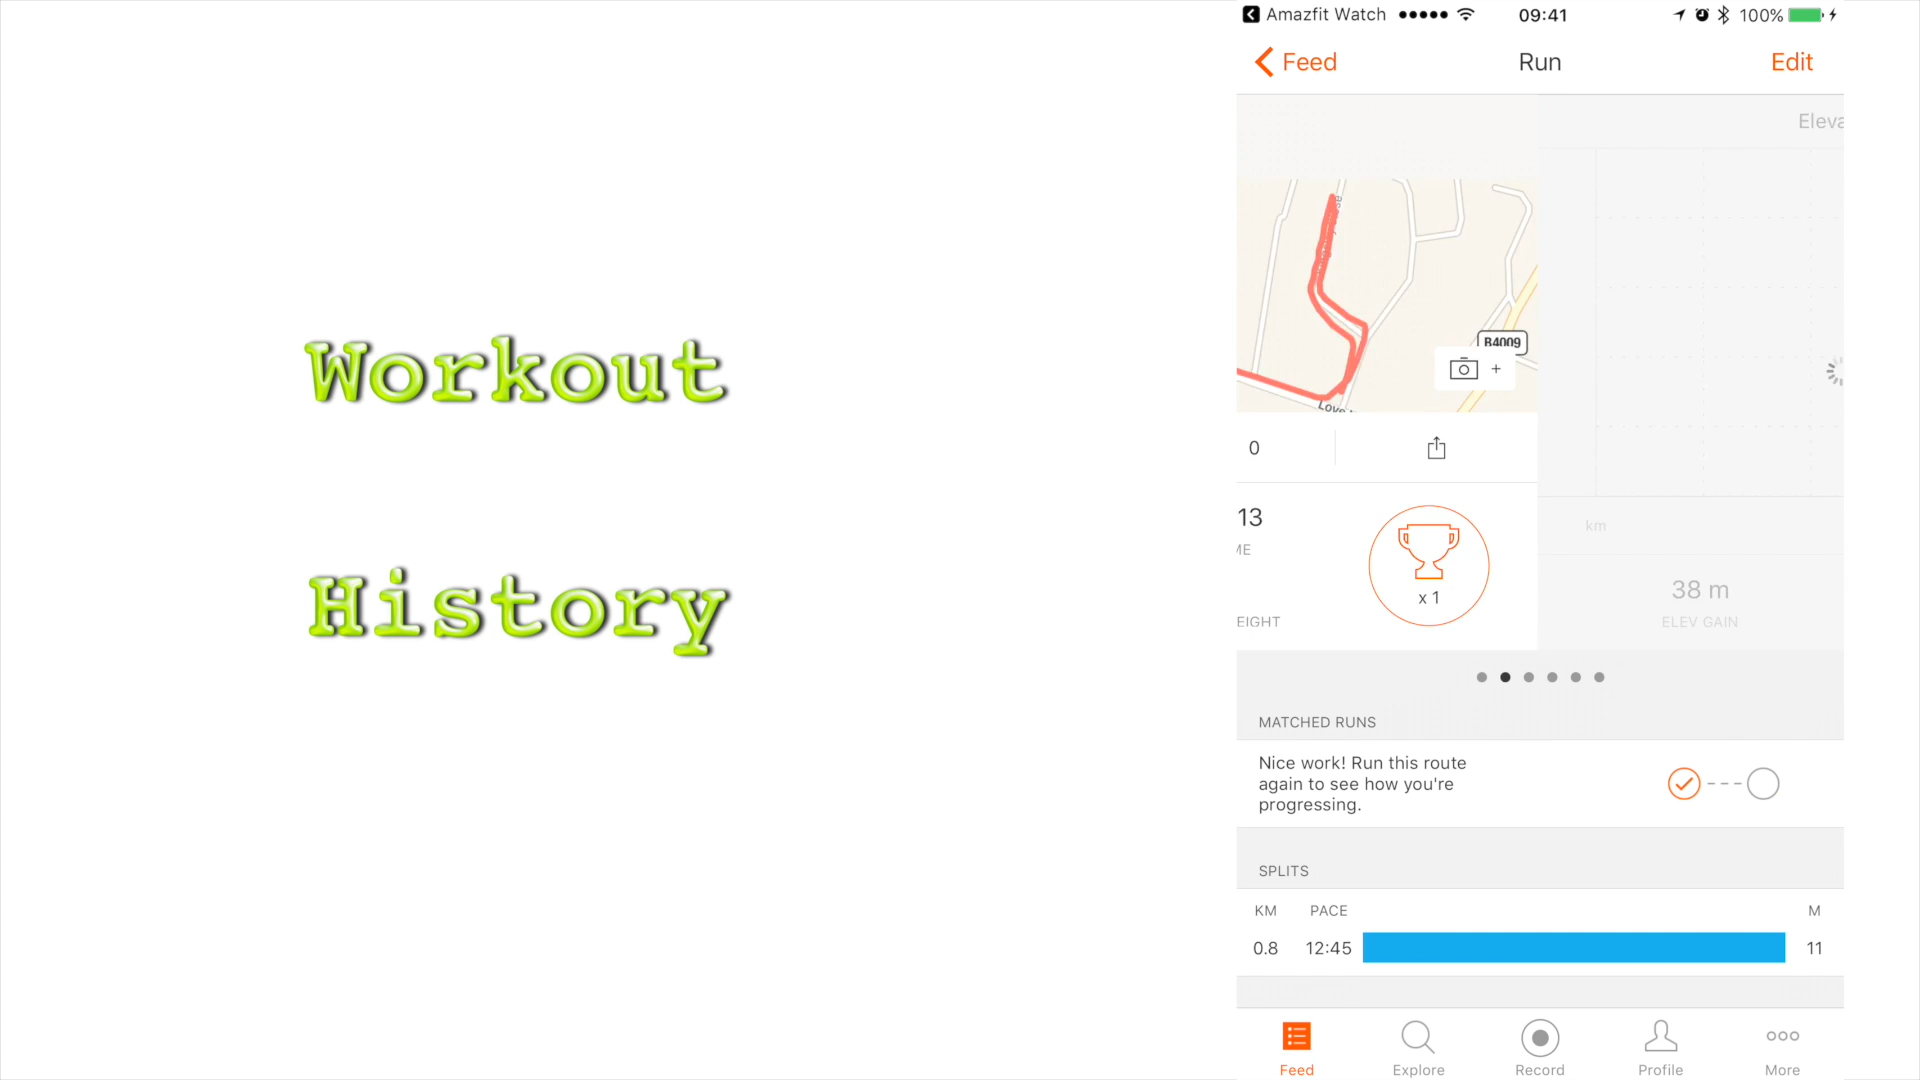 Workout
History
Amazfit Watch 09:41 100%
Feed Run Edit
Eleva
B4009
+
Love
0
13
ME
x 1
EIGHT
km
38 m
ELEV GAIN
MATCHED RUNS
Nice work! Run this route
again to see how you're
progressing.
SPLITS
KM PACE M
0.8 12:45 11
Feed Explore Record Profile More